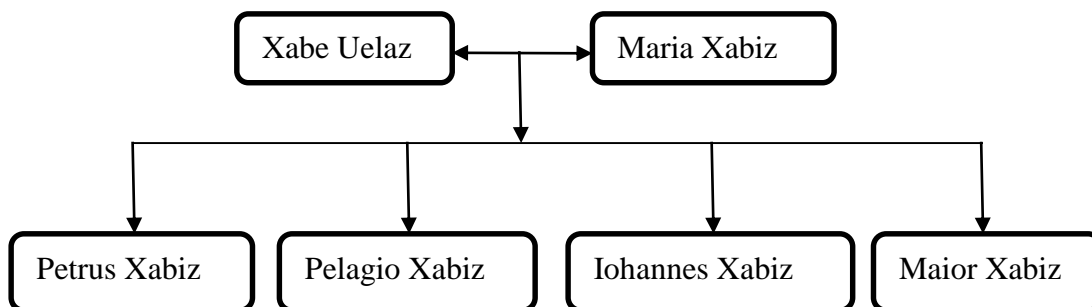 Xabe Uelaz
Maria Xabiz
Petrus Xabiz
Pelagio Xabiz
Iohannes Xabiz
Maior Xabiz